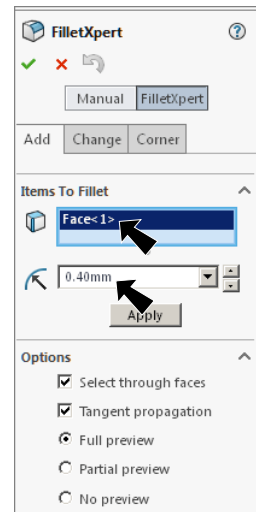 FilletXpert
Manual FilletXpert
Add Change Corner
Items To Fillet
Face<1>
0.40mm
Apply
Options
Select through faces
Tangent propagation
Full preview
Partial preview
No preview